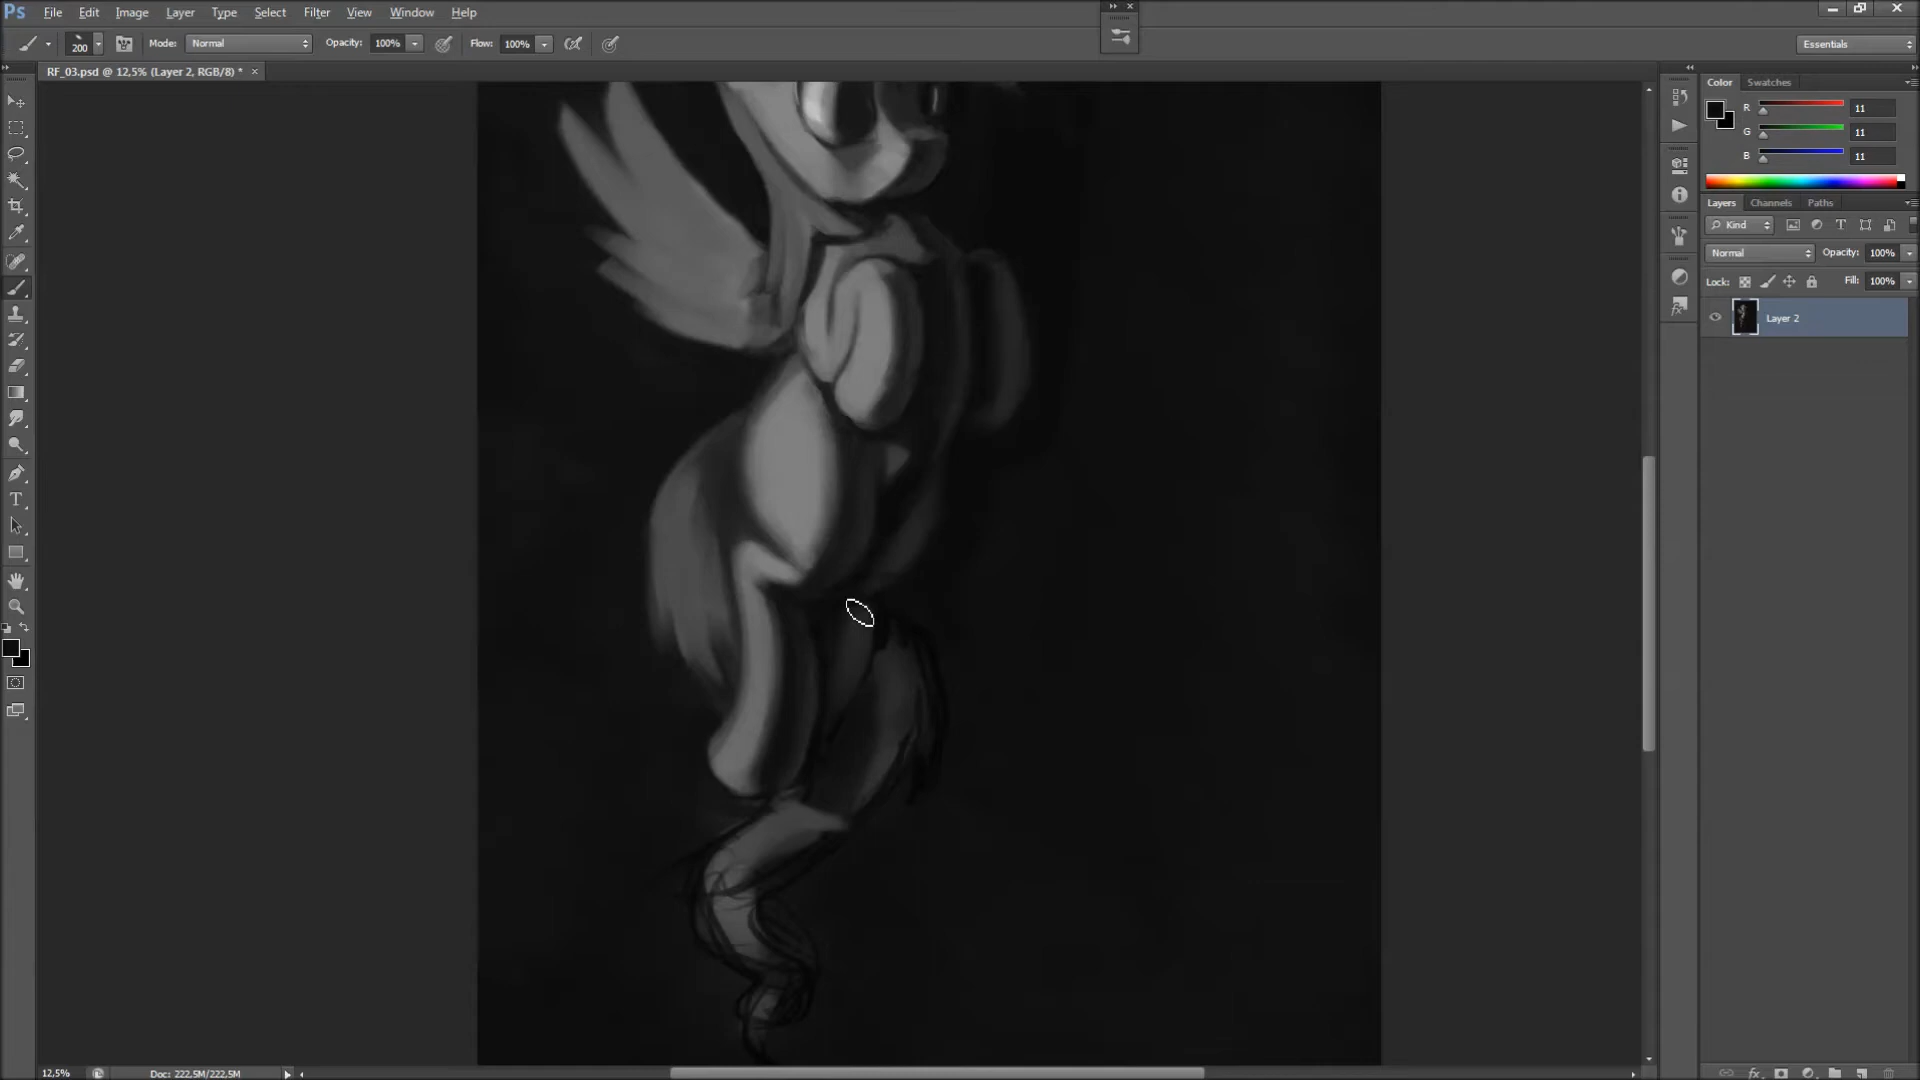 Ps File Edit Image Layer Type Select Filter View Window Help
200 Mode: Normal Opacity: 100% Flow: 100% Essentials
RF_03.psd @ 12,5% (Layer 2, RGB/8) *
Color Swatches
R 11
G 11
B 11
Layers Channels Paths
Kind T
Normal Opacity: 100%
Lock: Fill: 100%
Layer 2
T
fx
12,5% Doc: 222,5M/222,5M
fx